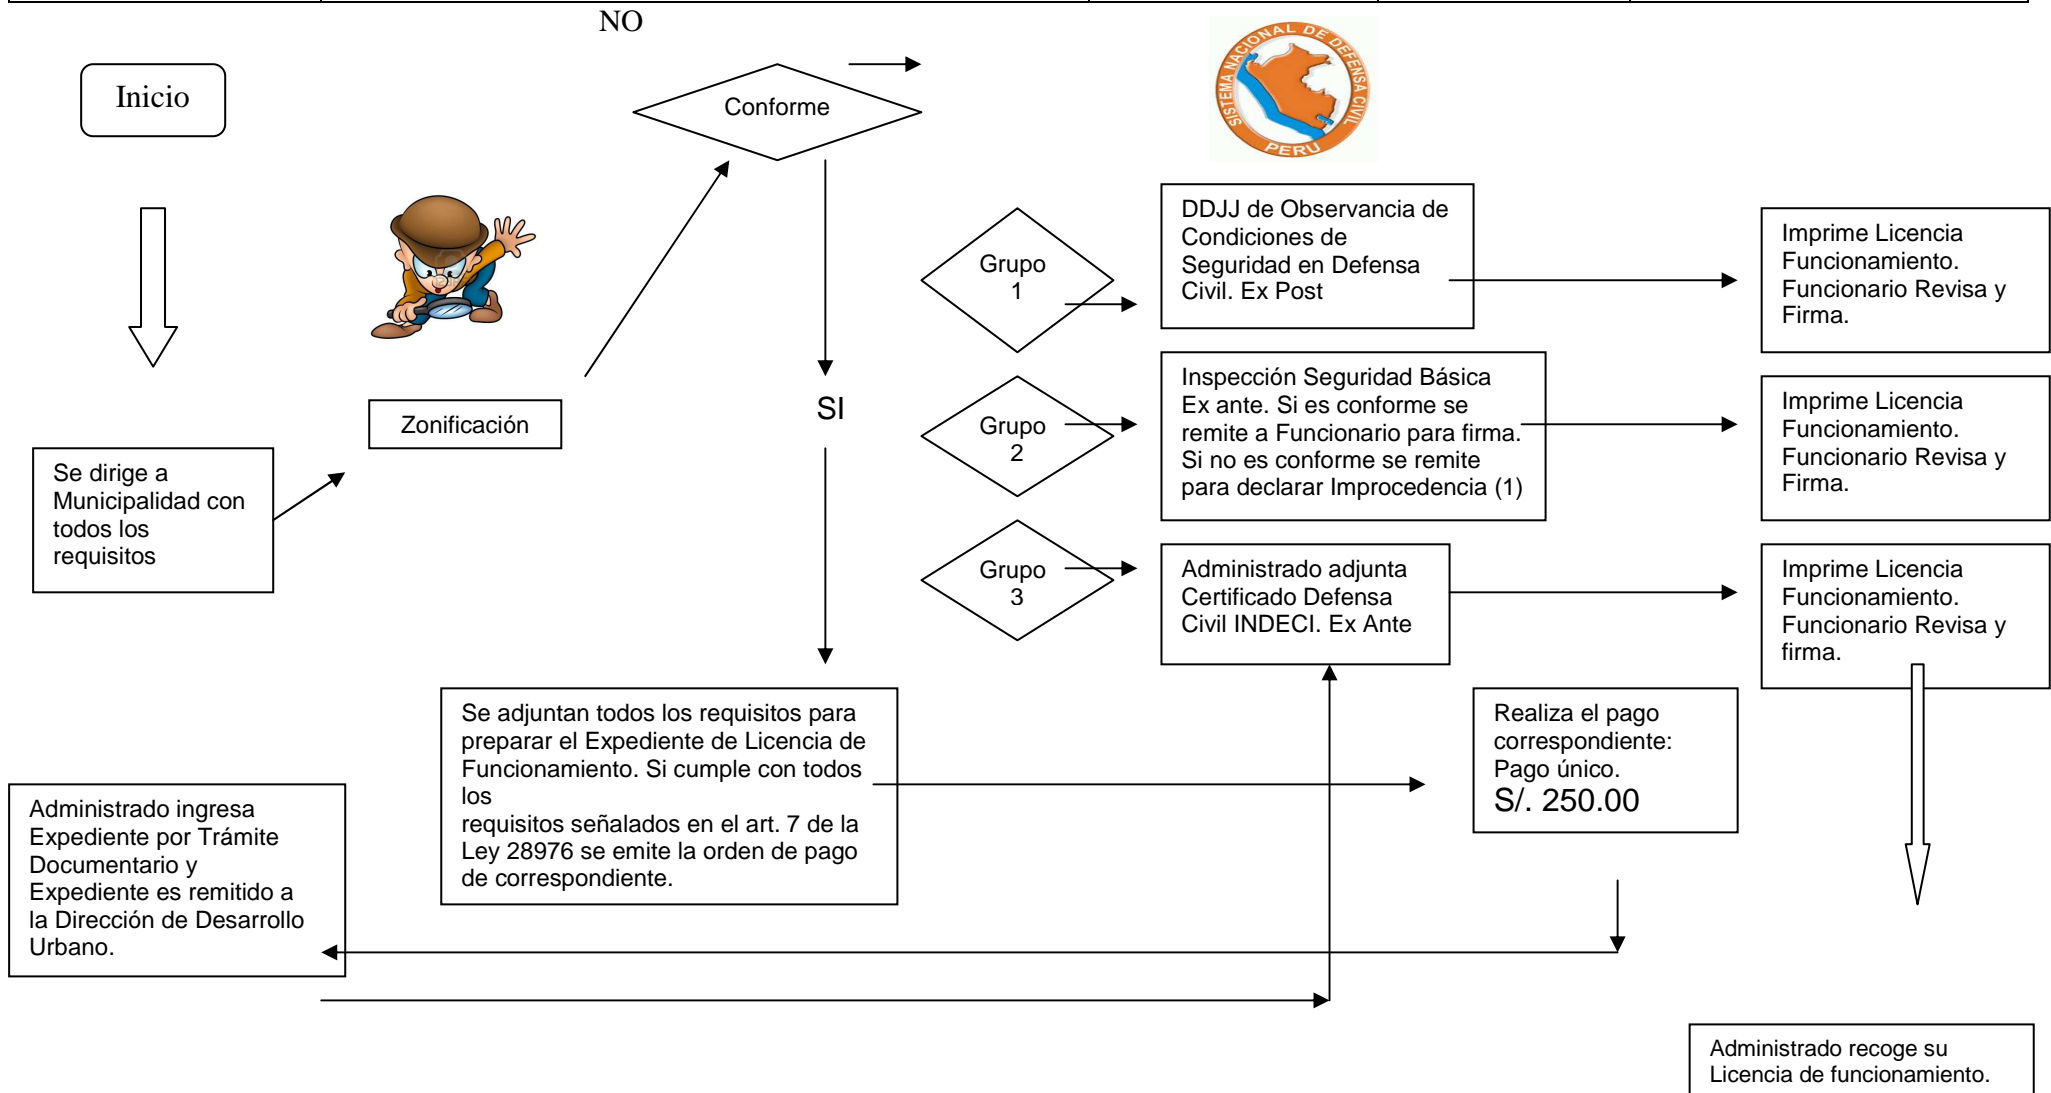 NO
Inicio
Conforme
SISTEMA NACIONAL DE DEFENSA CIVIL
PERU
DDJJ de Observancia de
Condiciones de
Seguridad en Defensa
Civil. Ex Post
Imprime Licencia
Funcionamiento.
Funcionario Revisa y
Firma.
Grupo
1
Inspección Seguridad Básica
Ex ante. Si es conforme se
remite a Funcionario para firma.
Si no es conforme se remite
para declarar Improcedencia (1)
Imprime Licencia
Funcionamiento.
Funcionario Revisa y
Firma.
SI
Zonificación
Grupo
2
Se dirige a
Municipalidad con
todos los
requisitos
Grupo
3
Administrado adjunta
Certificado Defensa
Civil INDECI. Ex Ante
Imprime Licencia
Funcionamiento.
Funcionario Revisa y
firma.
Se adjuntan todos los requisitos para
preparar el Expediente de Licencia de
Funcionamiento. Si cumple con todos
los
requisitos señalados en el art. 7 de la
Ley 28976 se emite la orden de pago
de correspondiente.
Realiza el pago
correspondiente:
Pago único.
S/. 250.00
Administrado ingresa
Expediente por Trámite
Documentario y
Expediente es remitido a
la Dirección de Desarrollo
Urbano.
Administrado recoge su
Licencia de funcionamiento.